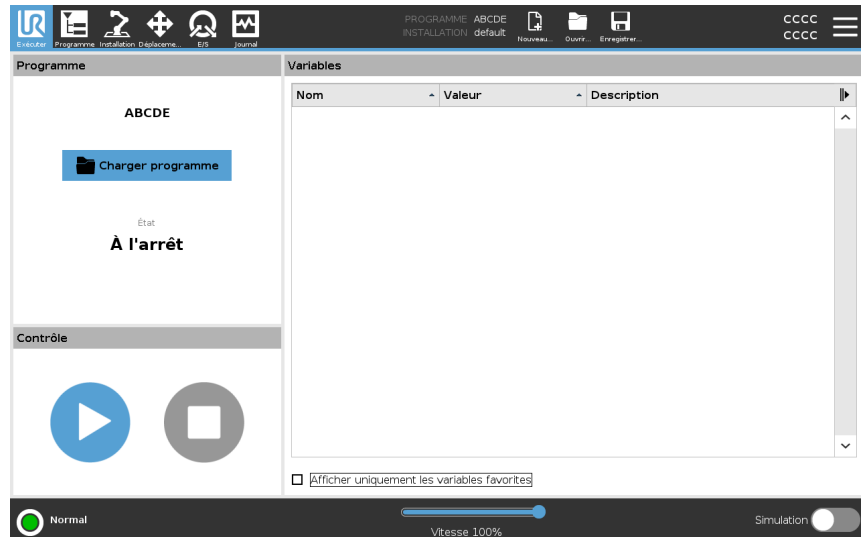 UR
PROGRAMME ABCDE
INSTALLATION default
cccc
cccc
Exécuter Programme Installation Déplaceme... E/S Journal Nouveau... Ouvrir... Enregistrer...
Programme
Variables
Nom Valeur Description
ABCDE
Charger programme
État
À l'arrêt
Contrôle
Afficher uniquement les variables favorites
Normal
Vitesse 100%
Simulation